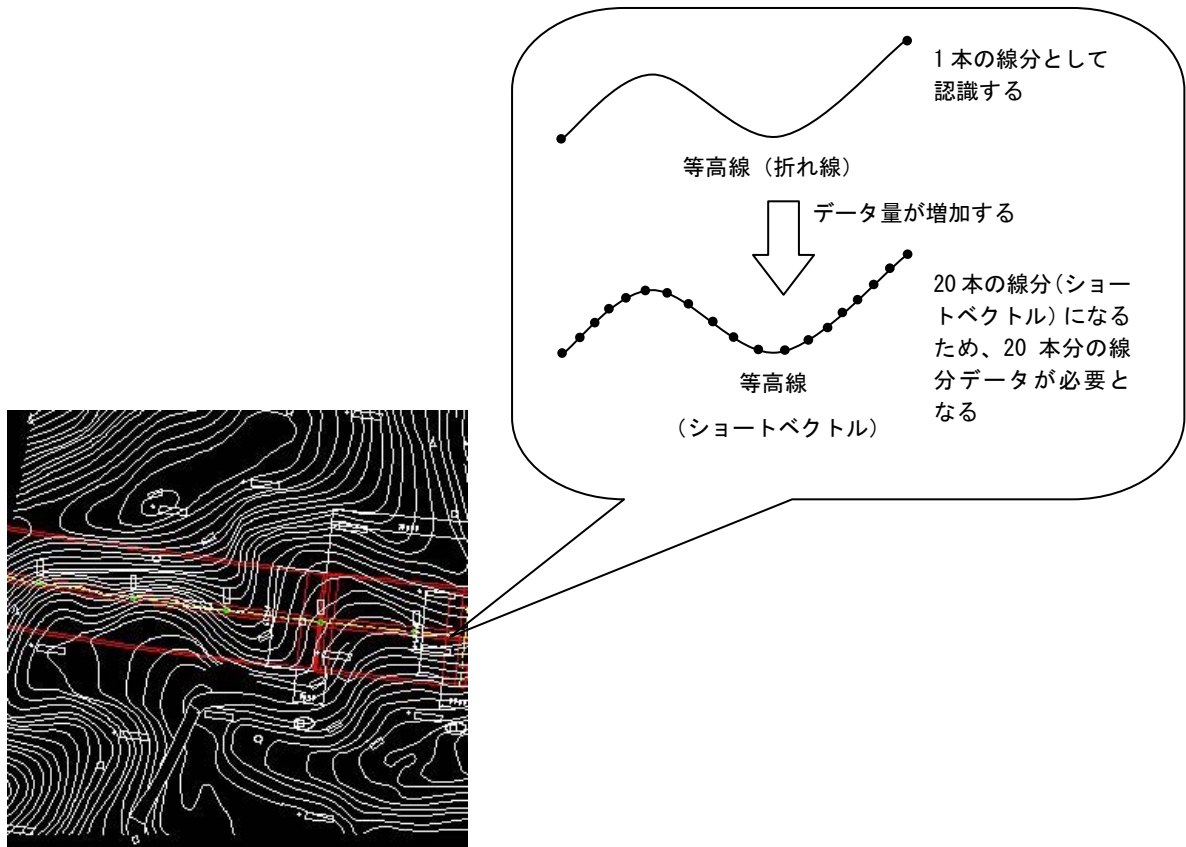 1本の線分として
認識する
等高線（折れ線）
データ量が増加する
20本の線分（ショー
トベクトル）になる
ため、20 本分の線
分データが必要と
なる
等高線
（ショートベクトル）